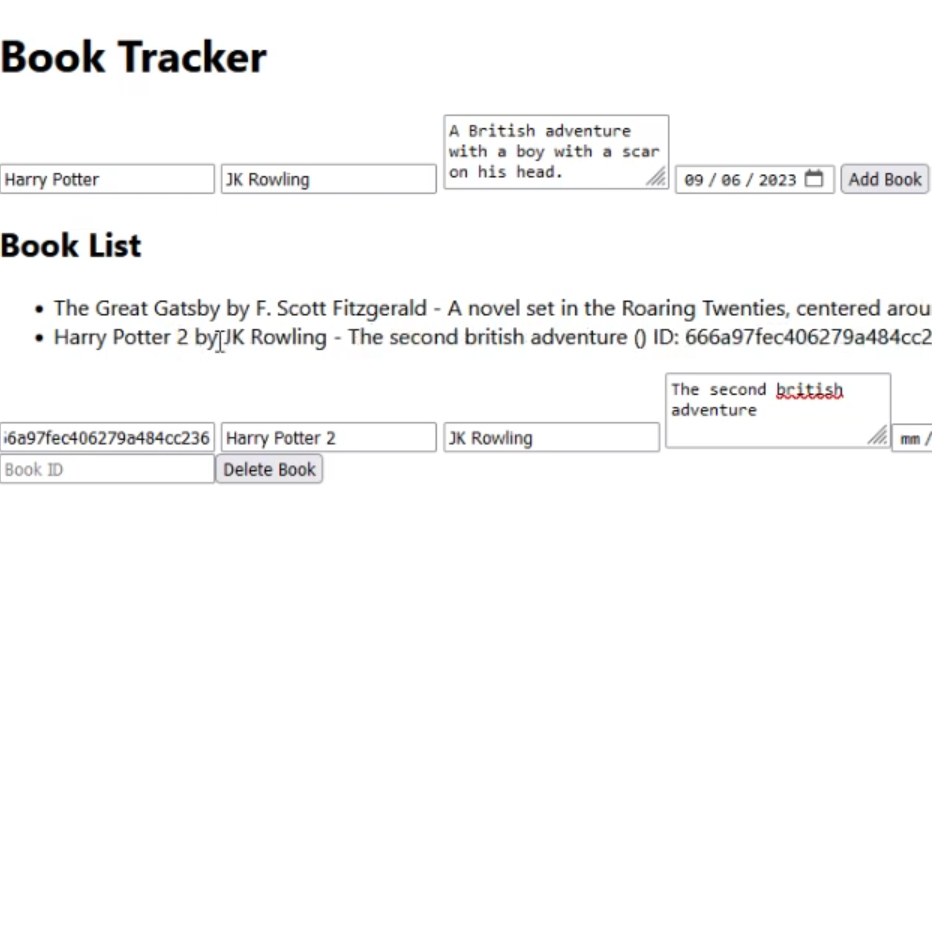 Book Tracker
A British adventure
with a boy with a scar
on his head.
Harry Potter JK Rowling 09 / 06 / 2023 Add Book
Book List
The Great Gatsby by F. Scott Fitzgerald - A novel set in the Roaring Twenties, centered arou
Harry Potter 2 by JK Rowling - The second british adventure () ID: 666a97fec406279a484cc2
The second british
adventure
i6a97fec406279a484cc236 Harry Potter 2 JK Rowling mm /
Book ID Delete Book